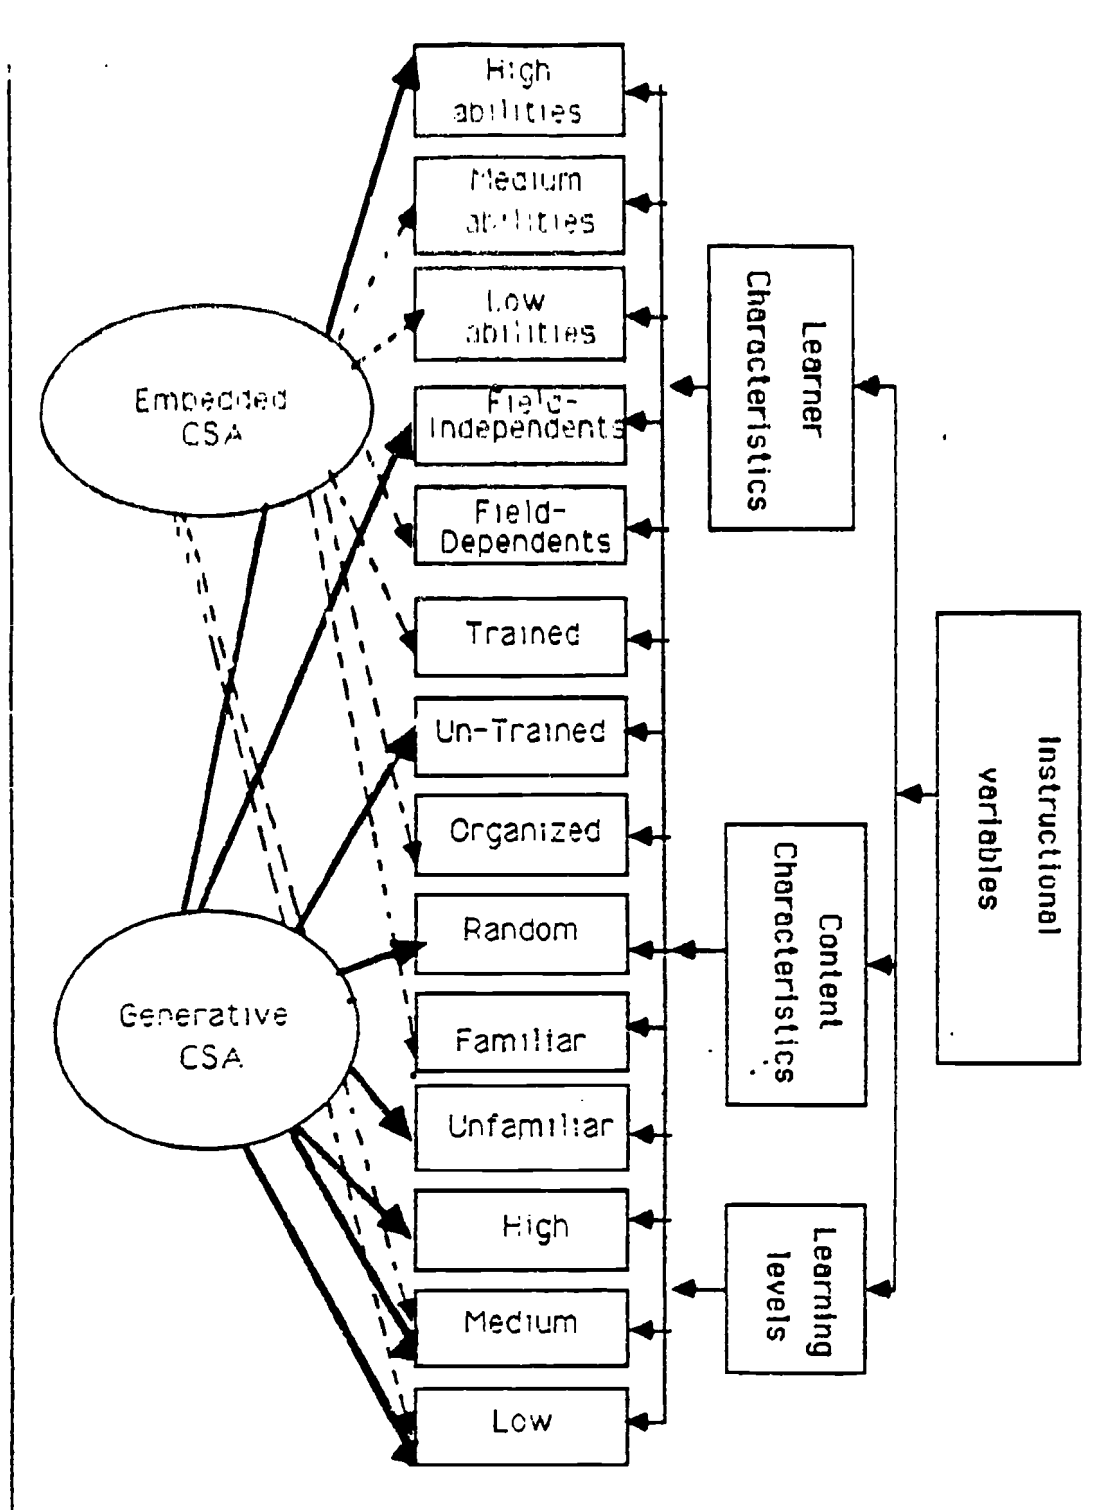 Instructional
variables
Learner
Characteristics
Content
Characteristics
Learning
levels
High
abilities
Medium
abilities
Low
abilities
Field-
Independents
Field-
Dependents
Trained
Un-Trained
Organized
Random
Familiar
Unfamiliar
High
Medium
Low
Embedded
CSA
Generative
CSA